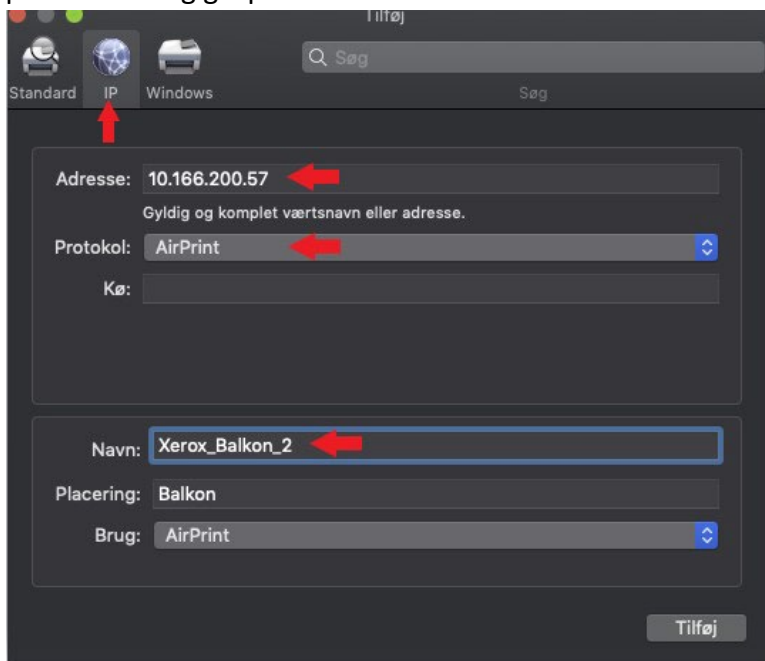 Tilføj
Søg
Standard IP Windows Søg
Adresse: 10.166.200.57
Gyldig og komplet værtsnavn eller adresse.
Protokol: AirPrint
Kø:
Navn: Xerox_Balkon_2
Placering: Balkon
Brug: AirPrint
Tilføj